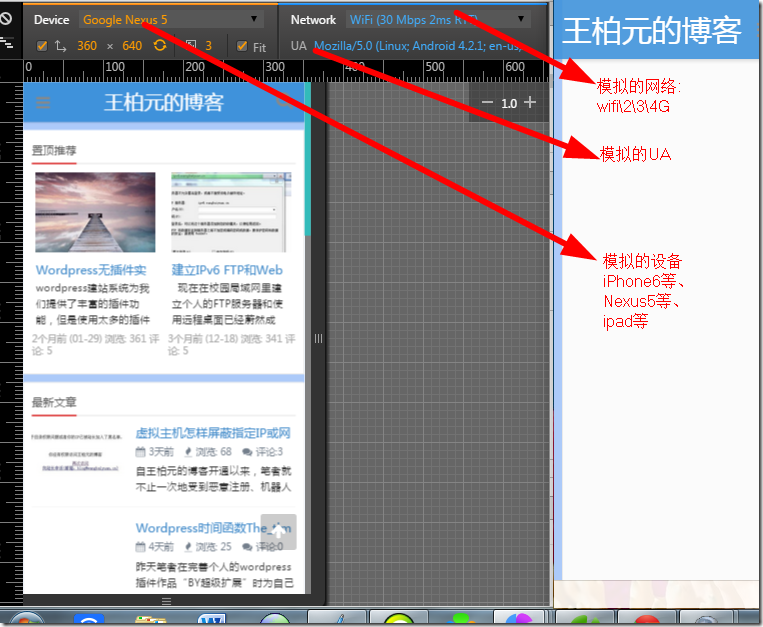 Device Google Nexus 5
Network WiFi (30 Mbps 2ms RTT)
360 × 640 3 Fit
UA Mozilla/5.0 (Linux; Android 4.2.1; en-us;
0 100 200 300 400 500 600
王柏元的博客
1.0
置顶推荐
Wordpress无插件实
wordpress建站系统为我
们提供了丰富的插件功
能，但是使用太多的插件
2个月前 (01-29) 浏览: 361 评
论: 5
建立IPv6 FTP和Web
现在在校园局域网里建
立个人的FTP服务器和使
用远程桌面已经蔚然成
3个月前 (12-18) 浏览: 341 评
论: 5
最新文章
虚拟主机怎样屏蔽指定IP或网
3天前 浏览: 68 评论:3
自王柏元的博客开通以来，笔者就
不止一次地受到恶意注册、机器人
Wordpress时间函数The_tim
4天前 浏览: 25 评论:0
昨天笔者在完善个人的wordpress
插件作品“BY超级扩展”时为自己
王柏元的博客
模拟的网络:
wifi\2\3\4G
模拟的UA
模拟的设备
iPhone6等、
Nexus5等、
ipad等